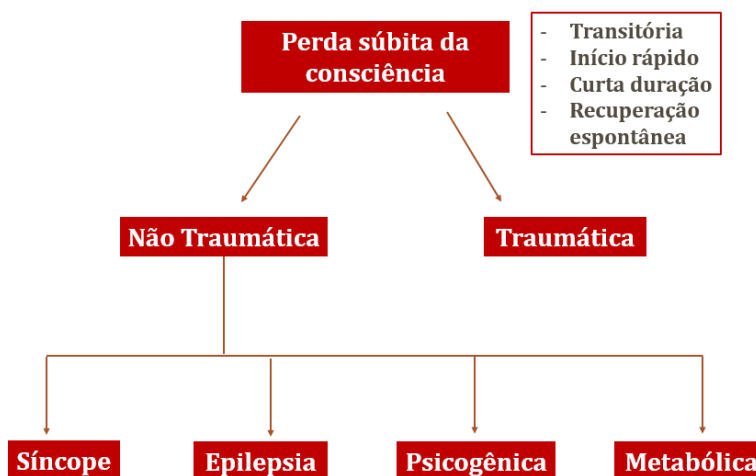 Perda súbita da
consciência
- Transitória
- Início rápido
- Curta duração
- Recuperação
espontânea
Não Traumática
Traumática
Síncope
Epilepsia
Psicogênica
Metabólica